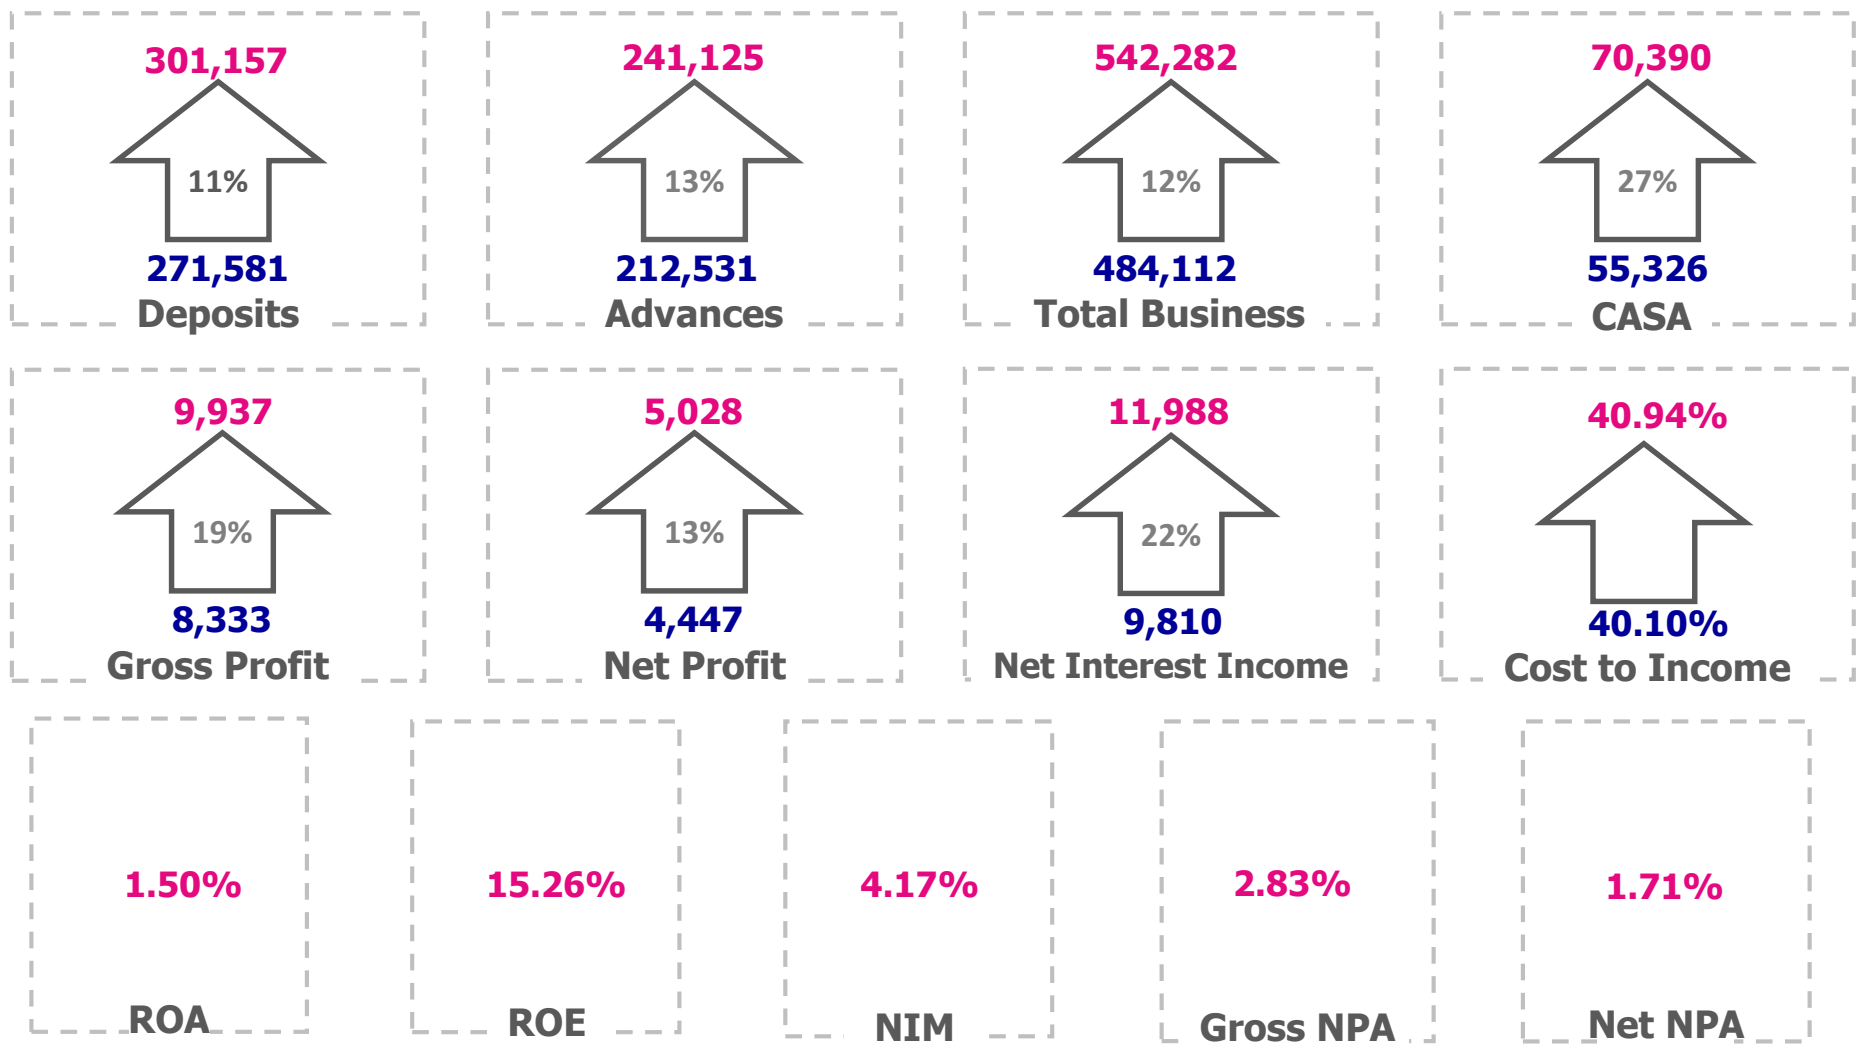 301,157
11%
271,581
Deposits
241,125
13%
212,531
Advances
542,282
12%
484,112
Total Business
70,390
27%
55,326
CASA
9,937
19%
8,333
Gross Profit
5,028
13%
4,447
Net Profit
11,988
22%
9,810
Net Interest Income
40.94%
40.10%
Cost to Income
1.50%
ROA
15.26%
ROE
4.17%
NIM
2.83%
Gross NPA
1.71%
Net NPA